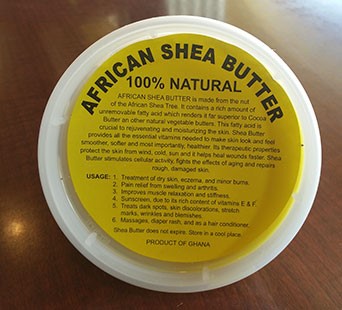 AFRICAN SHEA BUTTER
100% NATURAL
AFRICAN SHEA BUTTER is made from the nut
of the African Shea Tree. It contains a rich amount of
unremovable fatty acid which renders it far superior to Cocoa
Butter an other natural vegetable butters. This fatty acid is
crucial to rejuvenating and moisturizing the skin. Shea Butter
provides all the essential vitamins needed to make skin look and feel
smoother, softer and most importantly, healthier. Its therapeutic properties
protect the skin from wind, cold, sun and it helps heal wounds faster. Shea
Butter stimulates cellular activity, fights the effects of aging and repairs
rough, damaged skin.
USAGE: 1. Treatment of dry skin, eczema, and minor burns.
2. Pain relief from swelling and arthritis.
3. Improves muscle relaxation and stiffness.
4. Sunscreen, due to its rich content of vitamins E & F.
5. Treats dark spots, skin discolorations, stretch
marks, wrinkles and blemishes.
6. Massages, diaper rash, and as a hair conditioner.
Shea Butter does not expire. Store in a cool place.
PRODUCT OF GHANA